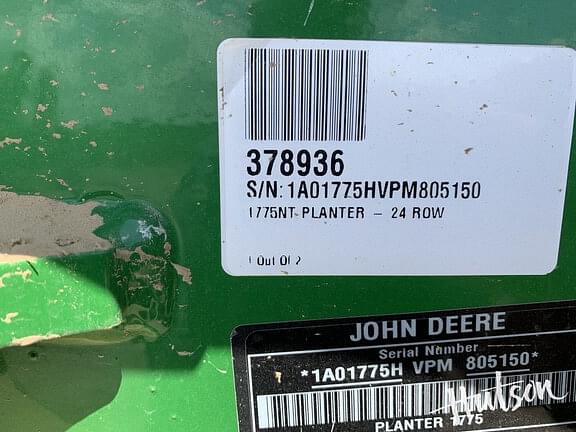 378936
S/N: 1A01775HVPM805150
1775NT PLANTER - 24 ROW
1 Out Of 2
JOHN DEERE
Serial Number
*1A01775H VPM 805150*
Hutson
PLANTER 1775